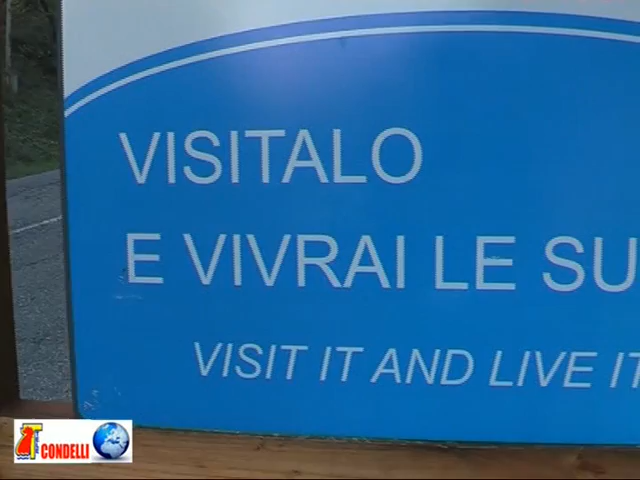 VISITALO
E VIVRAI LE SU
VISIT IT AND LIVE IT
CONDELLI